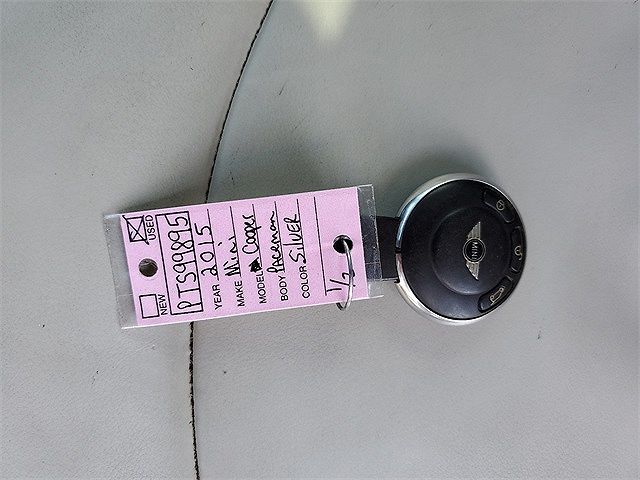 NEW USED
PTS99895
YEAR 2015
MAKE Mini
MODEL Cooper
BODY Paceman
COLOR SilVER
1/2
MINI